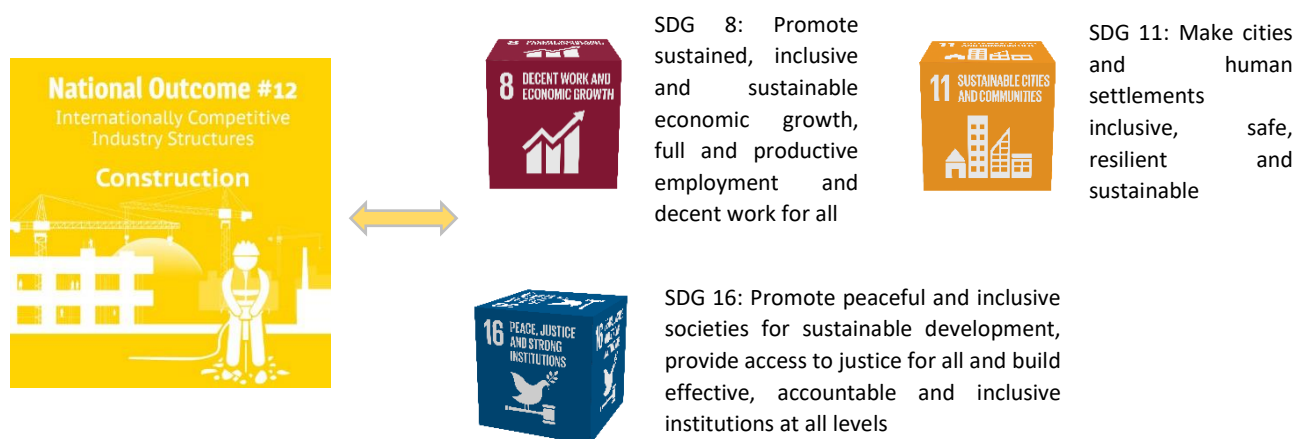 National Outcome #12
Internationally Competitive
Industry Structures
Construction
8 DECENT WORK AND
ECONOMIC GROWTH
SDG 8: Promote
sustained, inclusive
and sustainable
economic growth,
full and productive
employment and
decent work for all
11 SUSTAINABLE CITIES
AND COMMUNITIES
SDG 11: Make cities
and human
settlements
inclusive, safe,
resilient and
sustainable
16 PEACE, JUSTICE
AND STRONG
INSTITUTIONS
SDG 16: Promote peaceful and inclusive
societies for sustainable development,
provide access to justice for all and build
effective, accountable and inclusive
institutions at all levels